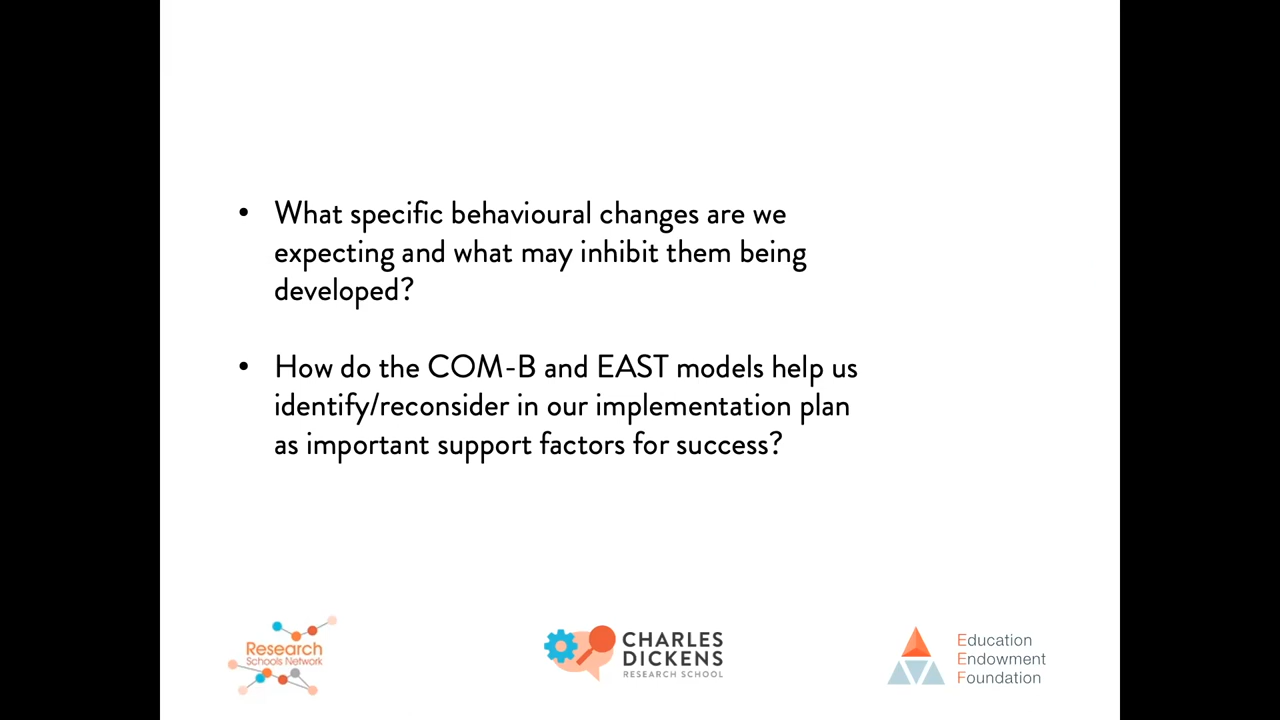 • What specific behavioural changes are we
expecting and what may inhibit them being
developed?
• How do the COM-B and EAST models help us
identify/reconsider in our implementation plan
as important support factors for success?
Research
Schools Network
CHARLES
DICKENS
RESEARCH SCHOOL
Education
Endowment
Foundation